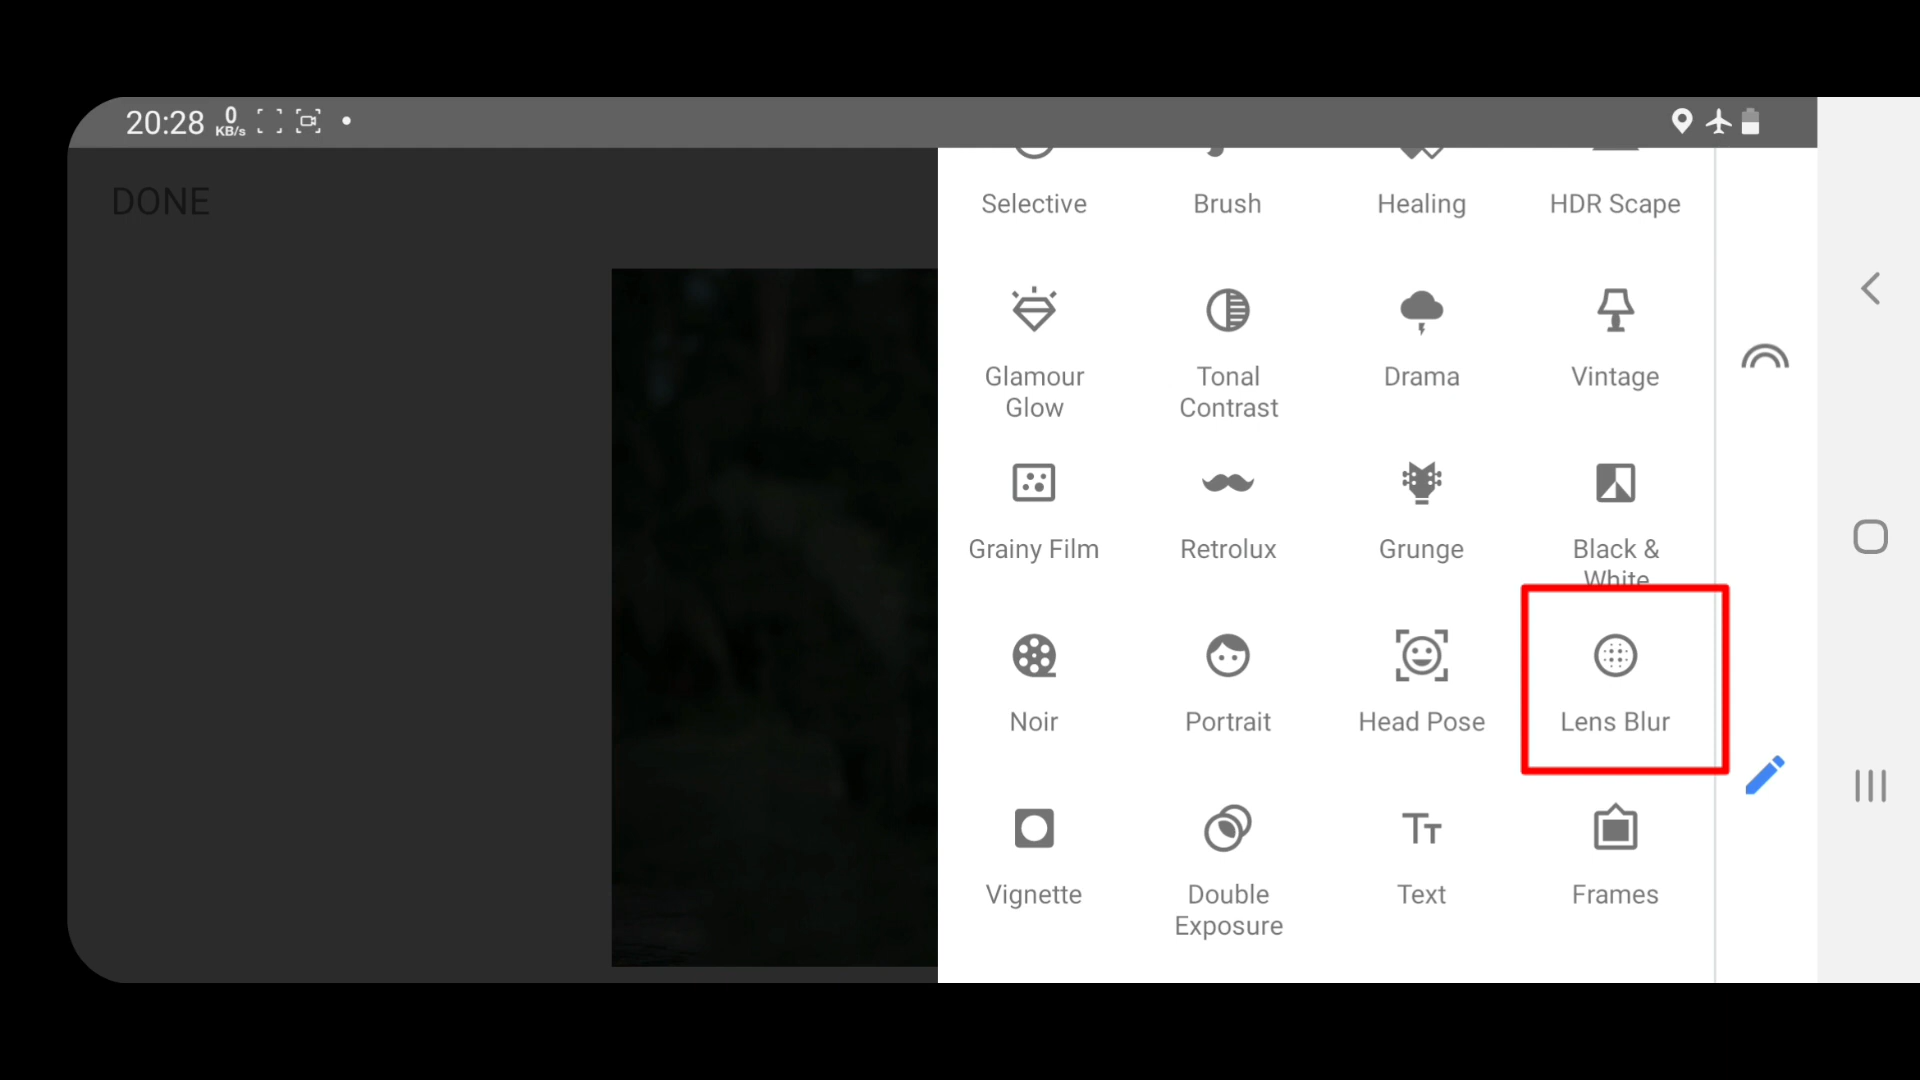 20:28 0 KB/s
DONE
Selective Brush Healing HDR Scape
Glamour Glow
Tonal Contrast
Drama
Vintage
Grainy Film
Retrolux
Grunge
Black & White
Noir
Portrait
Head Pose
Lens Blur
Vignette
Double Exposure
Text
Frames